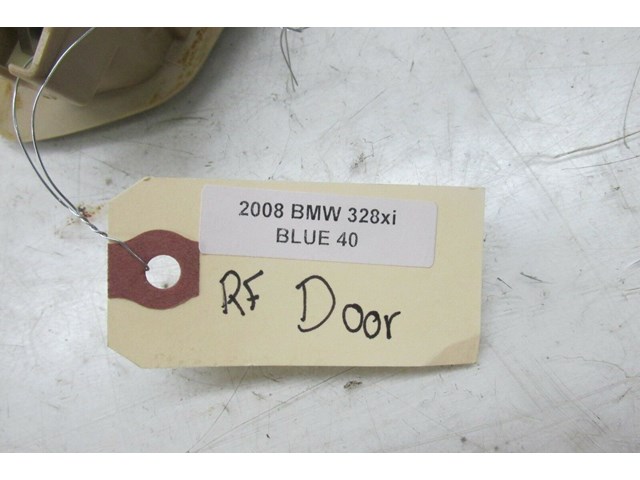 2008 BMW 328xi
BLUE 40
RF Door